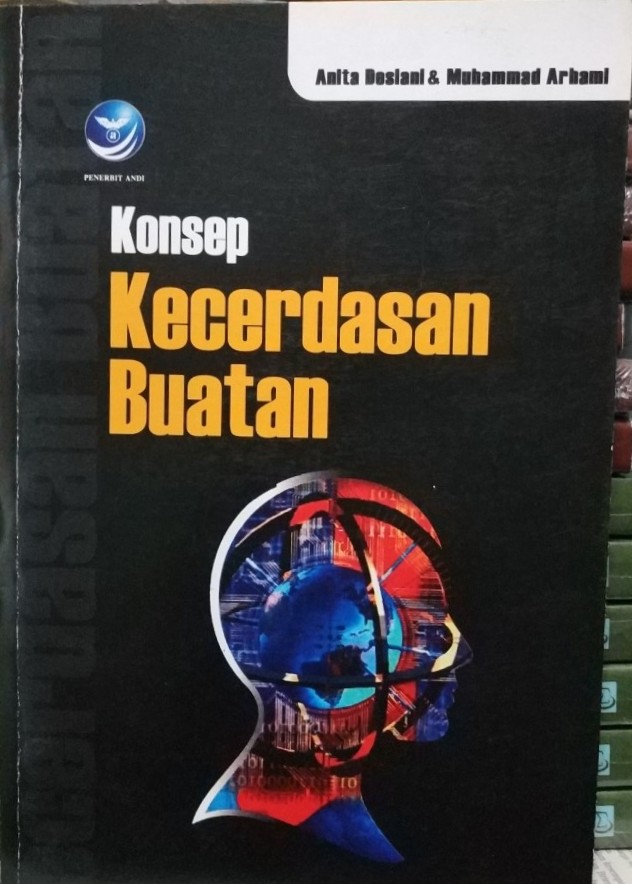 Anita Desiani & Muhammad Arhami
PENERBIT ANDI
Konsep
Kecerdasan
Buatan